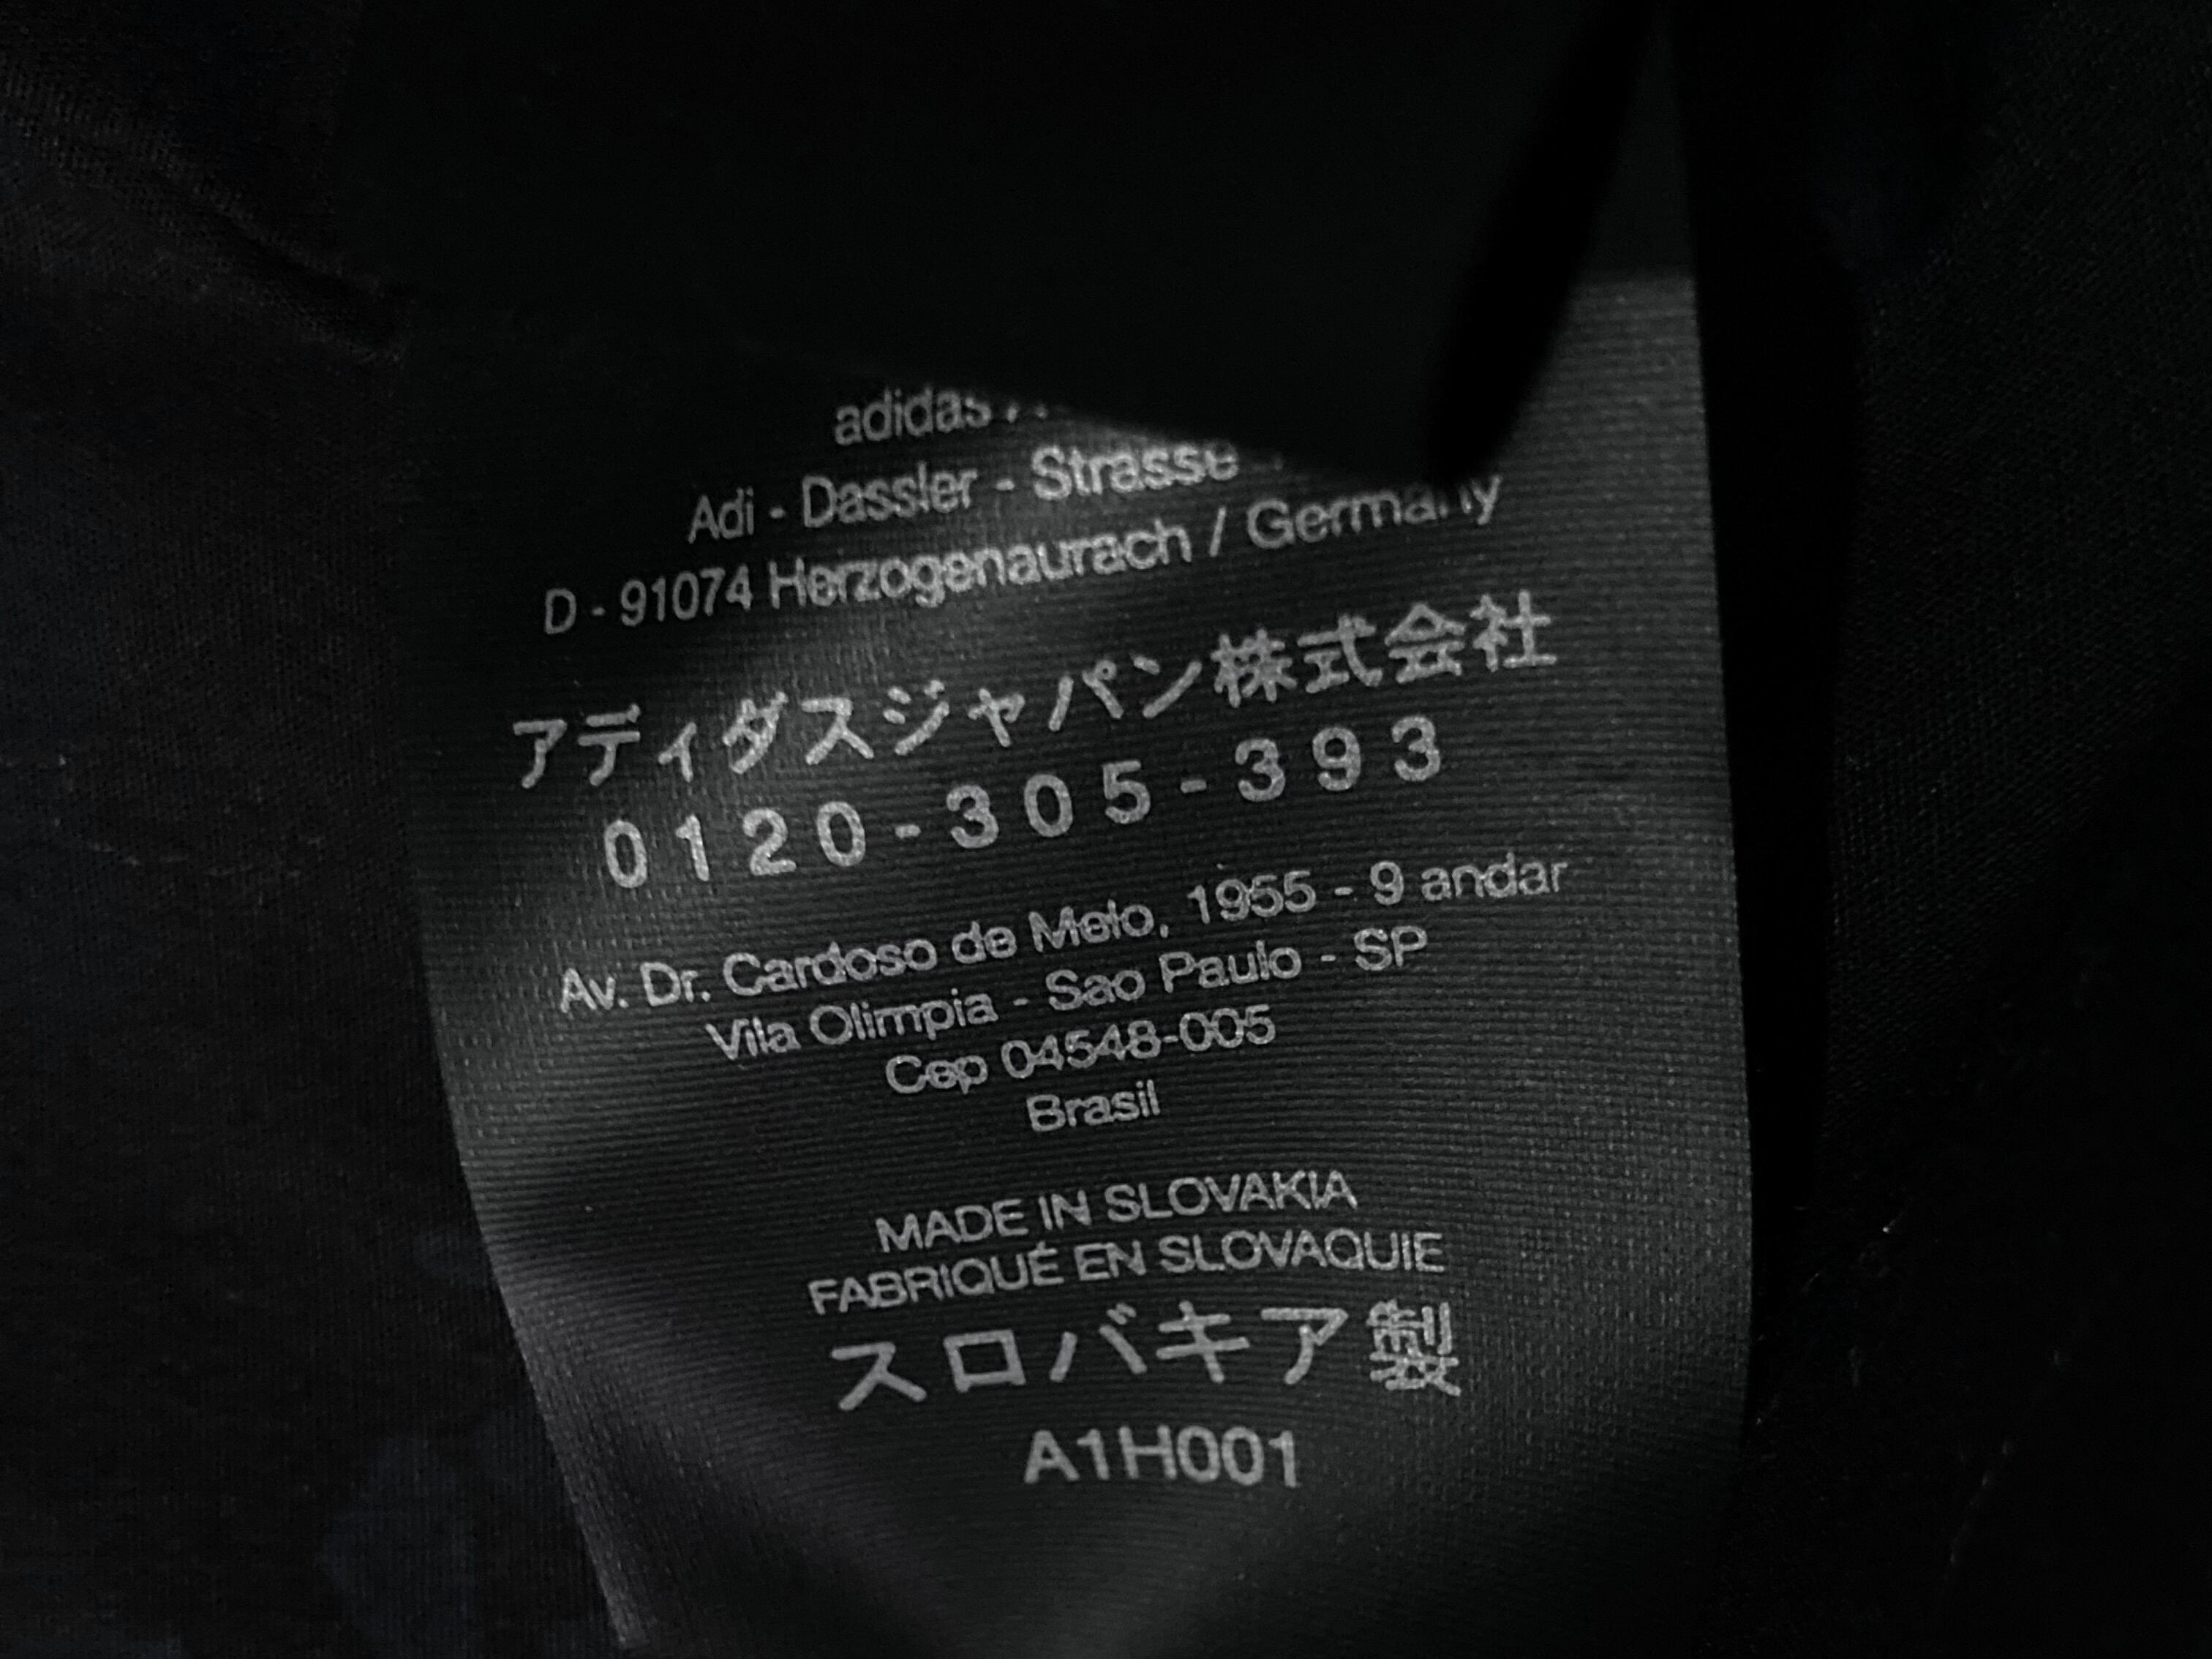 adidas
Adi - Dassler - Strasse
D - 91074 Herzogenaurach / Germany
アディダスジャパン株式会社
0120-305-393
Av. Dr. Cardoso de Melo, 1955 - 9 andar
Vila Olimpia - Sao Paulo - SP
Cep 04548-005
Brasil
MADE IN SLOVAKIA
FABRIQUÉ EN SLOVAQUIE
スロバキア製
A1H001